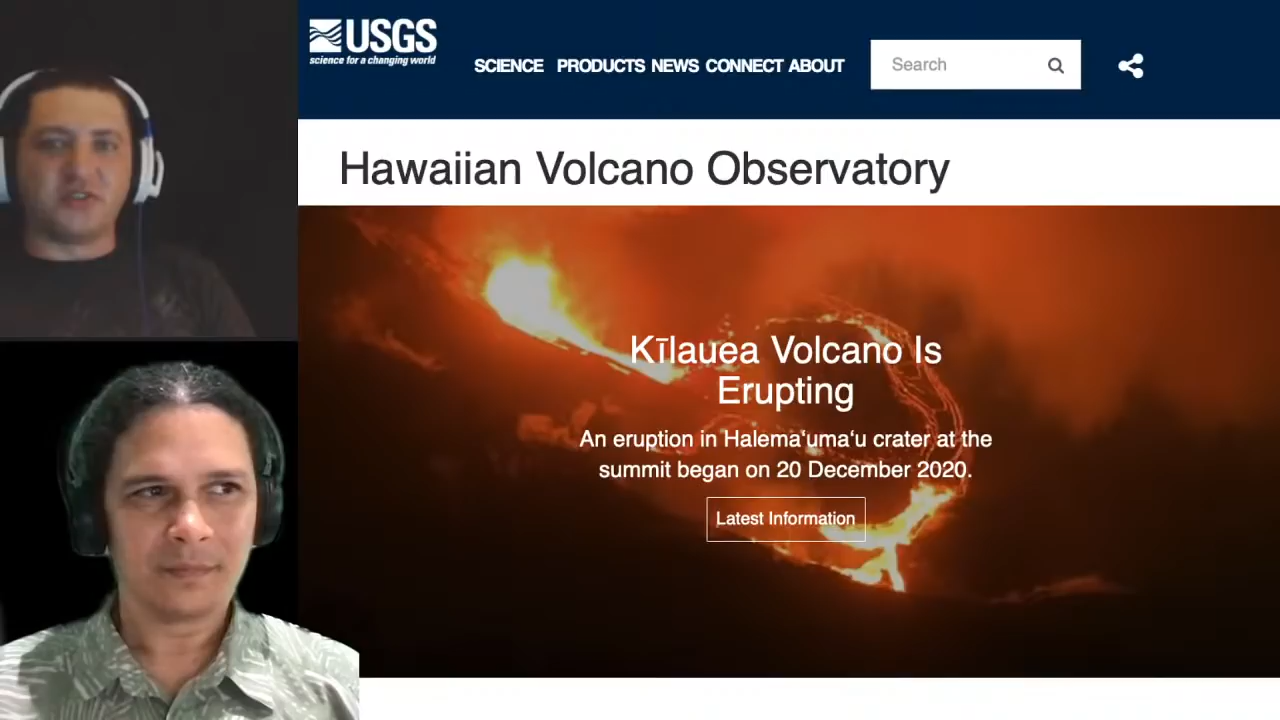 USGS
science for a changing world
SCIENCE PRODUCTS NEWS CONNECT ABOUT
Search
Hawaiian Volcano Observatory
Kīlauea Volcano Is
Erupting
An eruption in Halemaʻumaʻu crater at the
summit began on 20 December 2020.
Latest Information